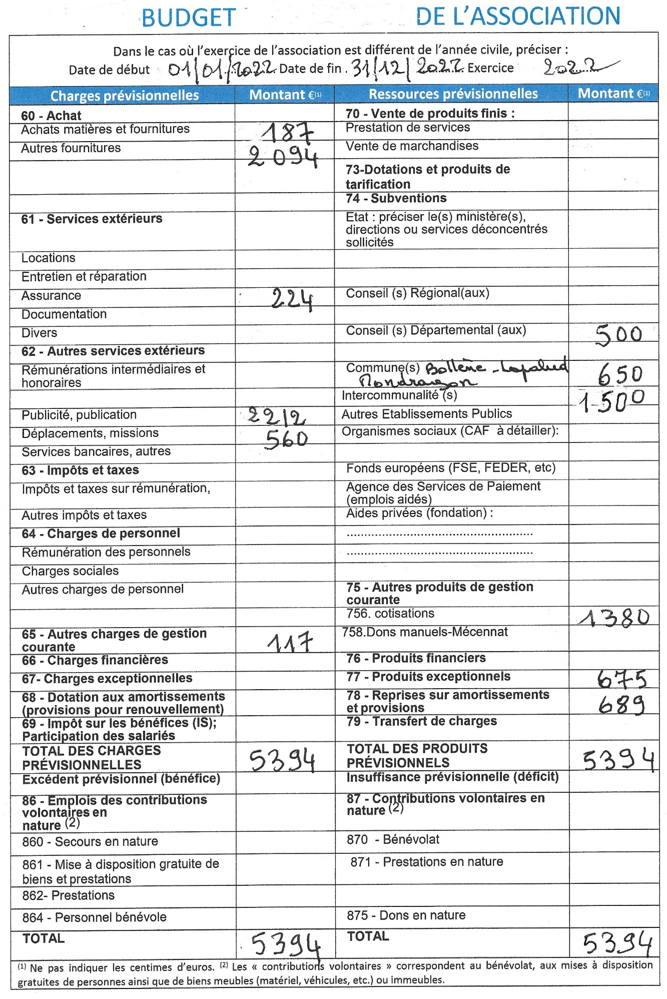 BUDGET DE L'ASSOCIATION
Dans le cas où l'exercice de l'association est différent de l'année civile, préciser :
Date de début 01/01/2022 Date de fin . 31/12/2022 Exercice 2022
Charges prévisionnelles Montant €(1) Ressources prévisionnelles Montant €(1)
60 - Achat 70 - Vente de produits finis :
Achats matières et fournitures 187 Prestation de services
Autres fournitures 2 094 Vente de marchandises
73-Dotations et produits de
tarification
74 - Subventions
61 - Services extérieurs Etat : préciser le(s) ministère(s),
directions ou services déconcentrés
sollicités
Locations
Entretien et réparation
Assurance 224 Conseil (s) Régional(aux)
Documentation
Divers Conseil (s) Départemental (aux) 500
62 - Autres services extérieurs
Rémunérations intermédiaires et Commune(s) Bollène - Lapalud 650
honoraires Mondragon
Intercommunalité (s) 1 500
Publicité, publication 2212 Autres Etablissements Publics
Déplacements, missions 560 Organismes sociaux (CAF à détailler):
Services bancaires, autres
63 - Impôts et taxes Fonds européens (FSE, FEDER, etc)
Impôts et taxes sur rémunération, Agence des Services de Paiement
(emplois aidés)
Autres impôts et taxes Aides privées (fondation) :
64 - Charges de personnel ......................................................
Rémunération des personnels ......................................................
Charges sociales
Autres charges de personnel 75 - Autres produits de gestion
courante
756. cotisations 1380
65 - Autres charges de gestion 117 758.Dons manuels-Mécennat
courante
66 - Charges financières 76 - Produits financiers
67- Charges exceptionnelles 77 - Produits exceptionnels 675
68 - Dotation aux amortissements 78 - Reprises sur amortissements 689
(provisions pour renouvellement) et provisions
69 - Impôt sur les bénéfices (IS); 79 - Transfert de charges
Participation des salariés
TOTAL DES CHARGES 5394 TOTAL DES PRODUITS 5394
PRÉVISIONNELLES PRÉVISIONNELS
Excédent prévisionnel (bénéfice) Insuffisance prévisionnelle (déficit)
86 - Emplois des contributions 87 - Contributions volontaires en
volontaires en nature (2)
nature (2)
860 - Secours en nature 870 - Bénévolat
861 - Mise à disposition gratuite de 871 - Prestations en nature
biens et prestations
862- Prestations
864 - Personnel bénévole 875 - Dons en nature
TOTAL 5394 TOTAL 5394
(1) Ne pas indiquer les centimes d'euros. (2) Les « contributions volontaires » correspondent au bénévolat, aux mises à disposition
gratuites de personnes ainsi que de biens meubles (matériel, véhicules, etc.) ou immeubles.